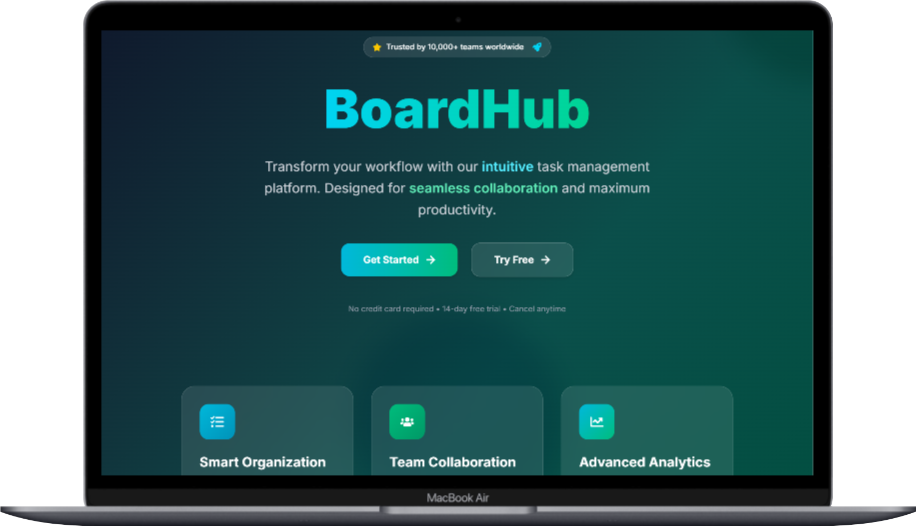 Trusted by 10,000+ teams worldwide
BoardHub
Transform your workflow with our intuitive task management
platform. Designed for seamless collaboration and maximum
productivity.
Get Started
Try Free
No credit card required • 14-day free trial • Cancel anytime
Smart Organization
Team Collaboration
Advanced Analytics
MacBook Air